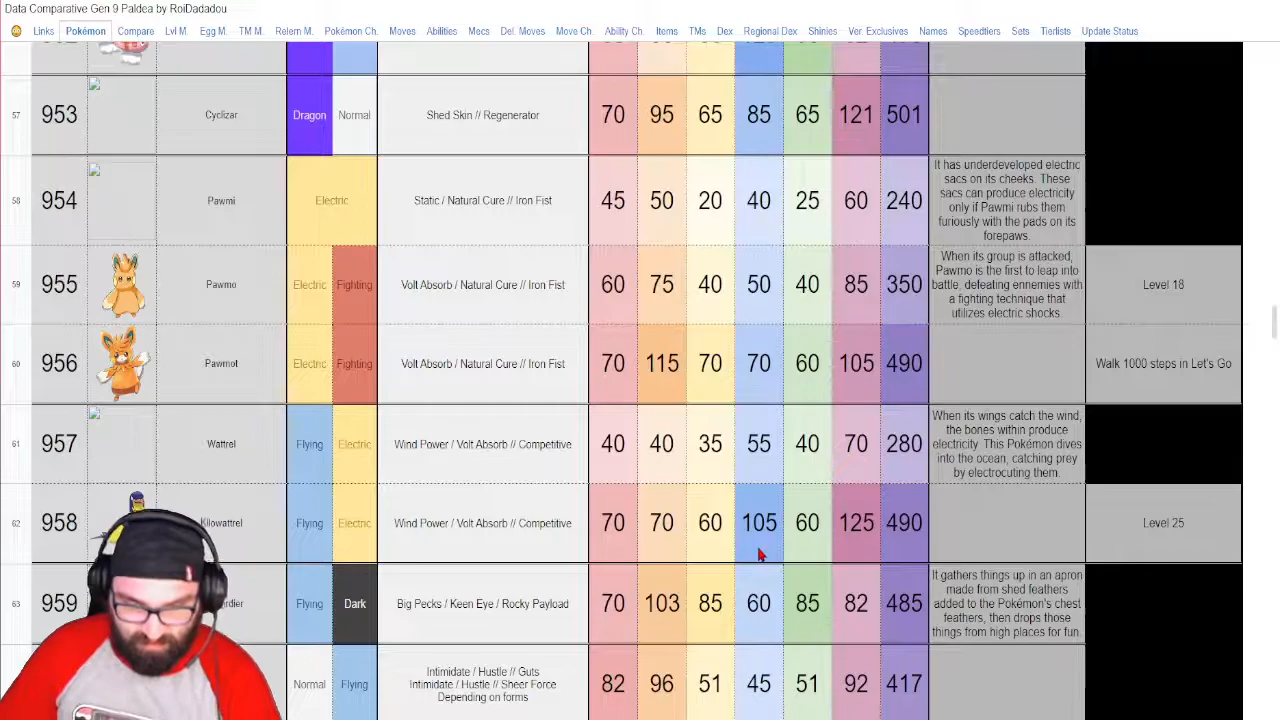 Data Comparative Gen 9 Paldea by RoiDadadou
Links Pokémon Compare Lvl M. Egg M. TM M. Relern M. Pokémon Ch. Moves Abilities Mecs Del. Moves Move Ch. Ability Ch. Items TMs Dex Regional Dex Shinies Ver. Exclusives Names Speedtiers Sets Tierlists Update Status
57 953 Cyclizar Dragon Normal Shed Skin // Regenerator 70 95 65 85 65 121 501
58 954 Pawmi Electric Static / Natural Cure // Iron Fist 45 50 20 40 25 60 240
It has underdeveloped electric
sacs on its cheeks. These
sacs can produce electricity
only if Pawmi rubs them
furiously with the pads on its
forepaws.
59 955 Pawmo Electric Fighting Volt Absorb / Natural Cure // Iron Fist 60 75 40 50 40 85 350
When its group is attacked,
Pawmo is the first to leap into
battle, defeating ennemies with
a fighting technique that
utilizes electric shocks.
Level 18
60 956 Pawmot Electric Fighting Volt Absorb / Natural Cure // Iron Fist 70 115 70 70 60 105 490 Walk 1000 steps in Let's Go
61 957 Wattrel Flying Electric Wind Power / Volt Absorb // Competitive 40 40 35 55 40 70 280
When its wings catch the wind,
the bones within produce
electricity. This Pokémon dives
into the ocean, catching prey
by electrocuting them.
62 958 Kilowattrel Flying Electric Wind Power / Volt Absorb // Competitive 70 70 60 105 60 125 490 Level 25
63 959 Flying Dark Big Pecks / Keen Eye / Rocky Payload 70 103 85 60 85 82 485
It gathers things up in an apron
made from shed feathers
added to the Pokémon's chest
feathers, then drops those
things from high places for fun.
Normal Flying
Intimidate / Hustle // Guts
Intimidate / Hustle // Sheer Force
Depending on forms
82 96 51 45 51 92 417